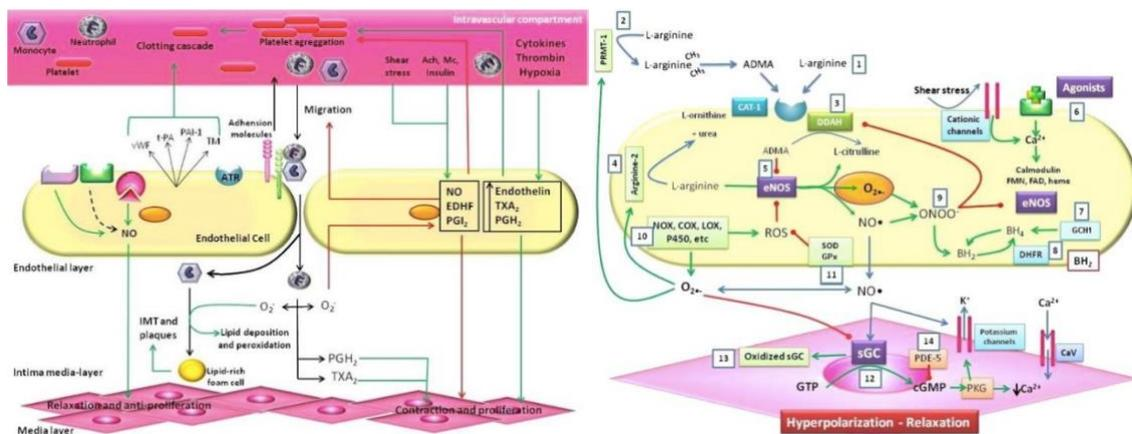 Intravascular compartment
Monocyte
Neutrophil
Platelet
Clotting cascade
Platelet agreggation
Shear stress
Ach, Mc, Insulin
Cytokines
Thrombin
Hypoxia
Adhension molecules
Migration
vWF
t-PA
PAI-1
TM
ATR
NO
NO
EDHF
PGI₂
Endothelin
TXA₂
PGH₂
Endothelial Cell
Endothelial layer
O₂⁻
O₂⁻
IMT and plaques
Lipid deposition and peroxidation
Lipid-rich foam cell
PGH₂
TXA₂
Intima media-layer
Relaxation and anti-proliferation
Contraction and proliferation
Media layer
PRMT-1
2
L-arginine
L-arginine
CH₃
CH₃
ADMA
L-arginine
1
CAT-1
3
DDAH
Shear stress
Cationic channels
Agonists
6
Ca²⁺
Calmodulin
FMN, FAD, heme
eNOS
L-ornithine
+ urea
4
Arginine-2
L-arginine
ADMA
L-citrulline
5
eNOS
O₂•-
NO•
9
ONOO⁻
7
GCH1
BH₄
BH₂
DHFR
8
BH₂
10
NOX, COX, LOX, P450, etc
ROS
SOD
GPx
11
O₂•-
NO•
K⁺
Ca²⁺
Potassium channels
CaV
13
Oxidized sGC
sGC
14
PDE-5
GTP
12
cGMP
PKG
Ca²⁺
Hyperpolarization - Relaxation